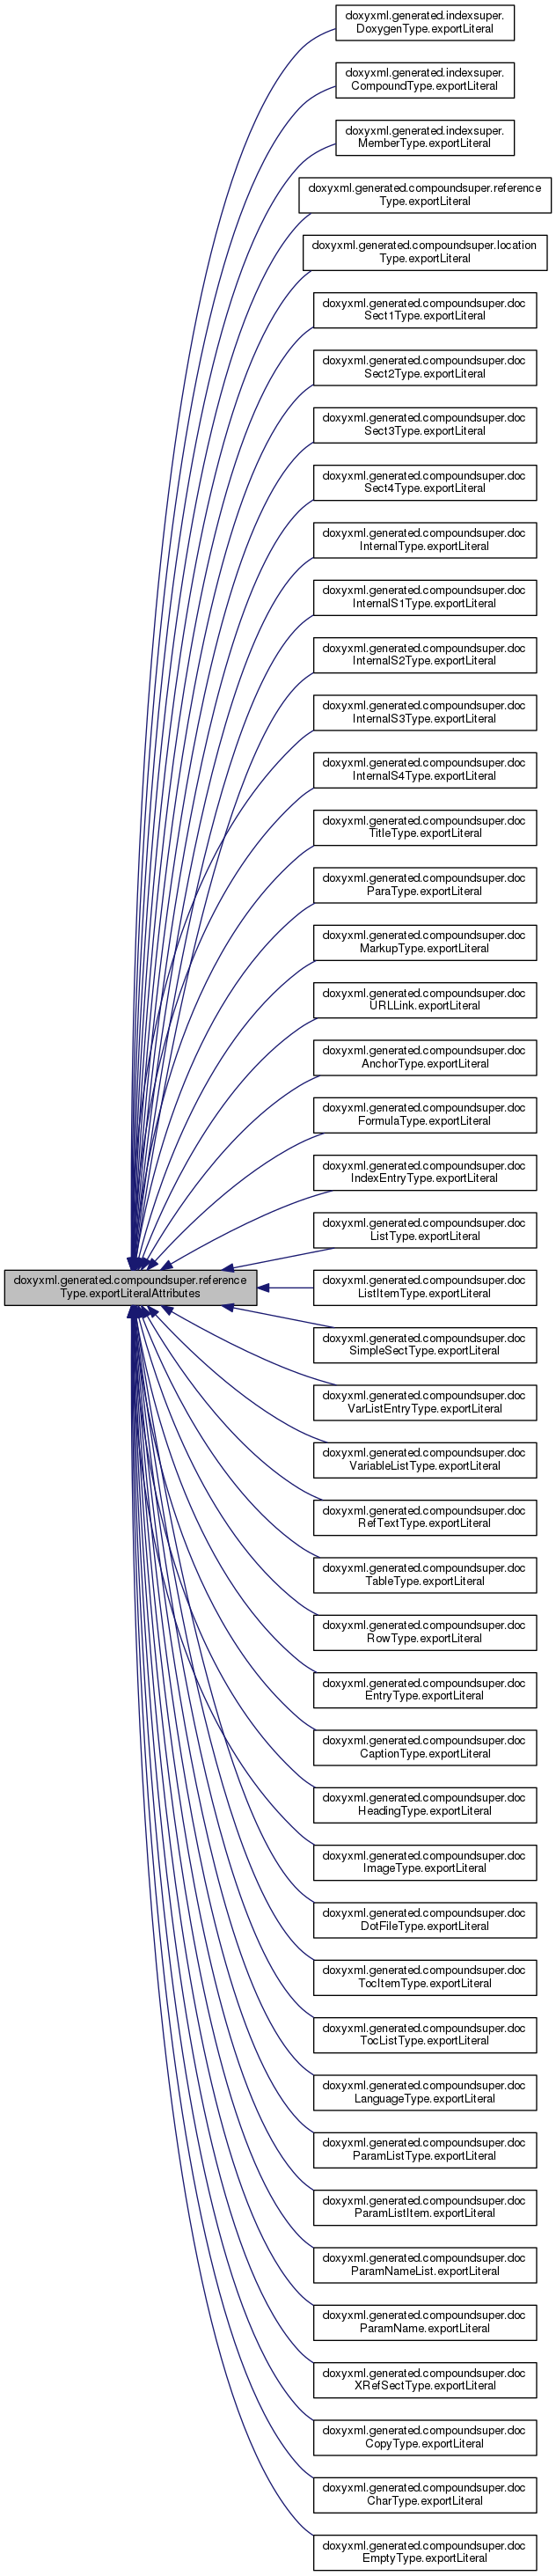 doxyxml.generated.indexsuper.
DoxygenType.exportLiteral
doxyxml.generated.indexsuper.
CompoundType.exportLiteral
doxyxml.generated.indexsuper.
MemberType.exportLiteral
doxyxml.generated.compoundsuper.reference
Type.exportLiteral
doxyxml.generated.compoundsuper.location
Type.exportLiteral
doxyxml.generated.compoundsuper.doc
Sect1Type.exportLiteral
doxyxml.generated.compoundsuper.doc
Sect2Type.exportLiteral
doxyxml.generated.compoundsuper.doc
Sect3Type.exportLiteral
doxyxml.generated.compoundsuper.doc
Sect4Type.exportLiteral
doxyxml.generated.compoundsuper.doc
InternalType.exportLiteral
doxyxml.generated.compoundsuper.doc
InternalS1Type.exportLiteral
doxyxml.generated.compoundsuper.doc
InternalS2Type.exportLiteral
doxyxml.generated.compoundsuper.doc
InternalS3Type.exportLiteral
doxyxml.generated.compoundsuper.doc
InternalS4Type.exportLiteral
doxyxml.generated.compoundsuper.doc
TitleType.exportLiteral
doxyxml.generated.compoundsuper.doc
ParaType.exportLiteral
doxyxml.generated.compoundsuper.doc
MarkupType.exportLiteral
doxyxml.generated.compoundsuper.doc
URLLink.exportLiteral
doxyxml.generated.compoundsuper.doc
AnchorType.exportLiteral
doxyxml.generated.compoundsuper.doc
FormulaType.exportLiteral
doxyxml.generated.compoundsuper.doc
IndexEntryType.exportLiteral
doxyxml.generated.compoundsuper.doc
ListType.exportLiteral
doxyxml.generated.compoundsuper.reference
Type.exportLiteralAttributes
doxyxml.generated.compoundsuper.doc
ListItemType.exportLiteral
doxyxml.generated.compoundsuper.doc
SimpleSectType.exportLiteral
doxyxml.generated.compoundsuper.doc
VarListEntryType.exportLiteral
doxyxml.generated.compoundsuper.doc
VariableListType.exportLiteral
doxyxml.generated.compoundsuper.doc
RefTextType.exportLiteral
doxyxml.generated.compoundsuper.doc
TableType.exportLiteral
doxyxml.generated.compoundsuper.doc
RowType.exportLiteral
doxyxml.generated.compoundsuper.doc
EntryType.exportLiteral
doxyxml.generated.compoundsuper.doc
CaptionType.exportLiteral
doxyxml.generated.compoundsuper.doc
HeadingType.exportLiteral
doxyxml.generated.compoundsuper.doc
ImageType.exportLiteral
doxyxml.generated.compoundsuper.doc
DotFileType.exportLiteral
doxyxml.generated.compoundsuper.doc
TocItemType.exportLiteral
doxyxml.generated.compoundsuper.doc
TocListType.exportLiteral
doxyxml.generated.compoundsuper.doc
LanguageType.exportLiteral
doxyxml.generated.compoundsuper.doc
ParamListType.exportLiteral
doxyxml.generated.compoundsuper.doc
ParamListItem.exportLiteral
doxyxml.generated.compoundsuper.doc
ParamNameList.exportLiteral
doxyxml.generated.compoundsuper.doc
ParamName.exportLiteral
doxyxml.generated.compoundsuper.doc
XRefSectType.exportLiteral
doxyxml.generated.compoundsuper.doc
CopyType.exportLiteral
doxyxml.generated.compoundsuper.doc
CharType.exportLiteral
doxyxml.generated.compoundsuper.doc
EmptyType.exportLiteral